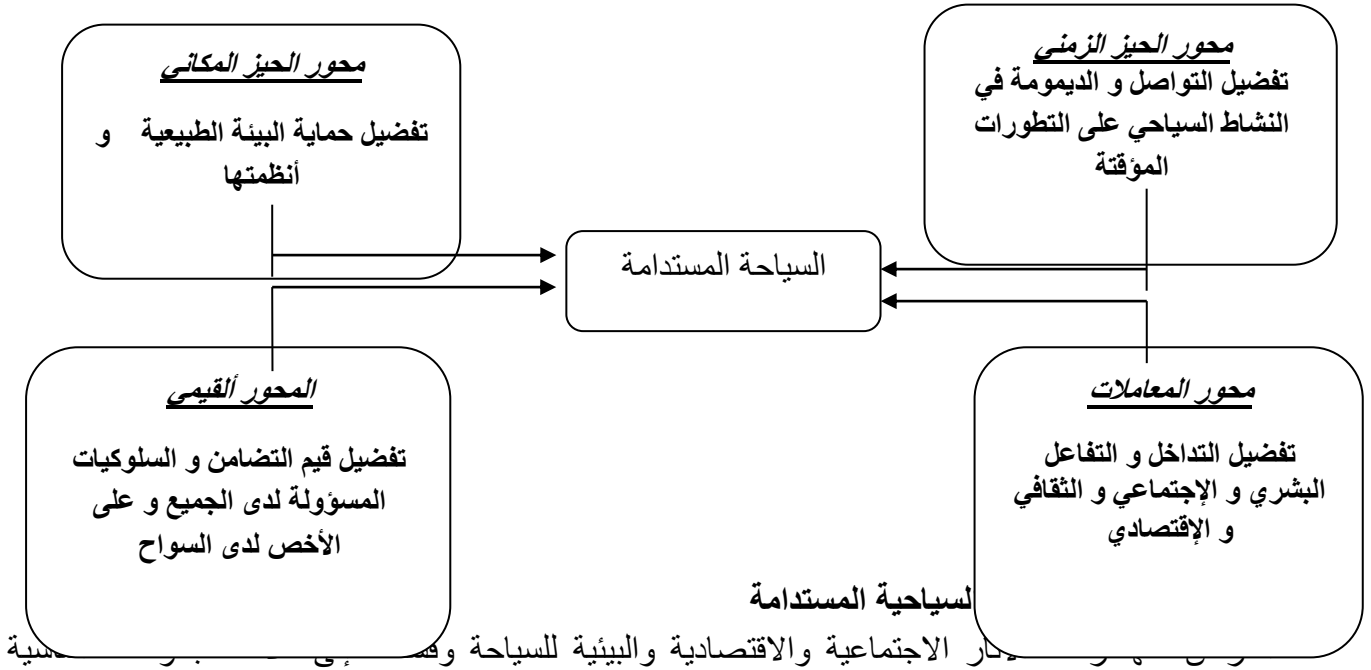 محور الحيز الزمني
تفضيل التواصل و الديمومة في
النشاط السياحي على التطورات
المؤقتة
محور الحيز المكاني
تفضيل حماية البيئة الطبيعية و
أنظمتها
السياحة المستدامة
محور المعاملات
تفضيل التداخل و التفاعل
البشري و الإجتماعي و الثقافي
و الإقتصادي
المحور ألقيمي
تفضيل قيم التضامن و السلوكيات
المسؤولة لدى الجميع و على
الأخص لدى السواح
لسياحية المستدامة
الاجتماعية والاقتصادية والبيئية للسياحة